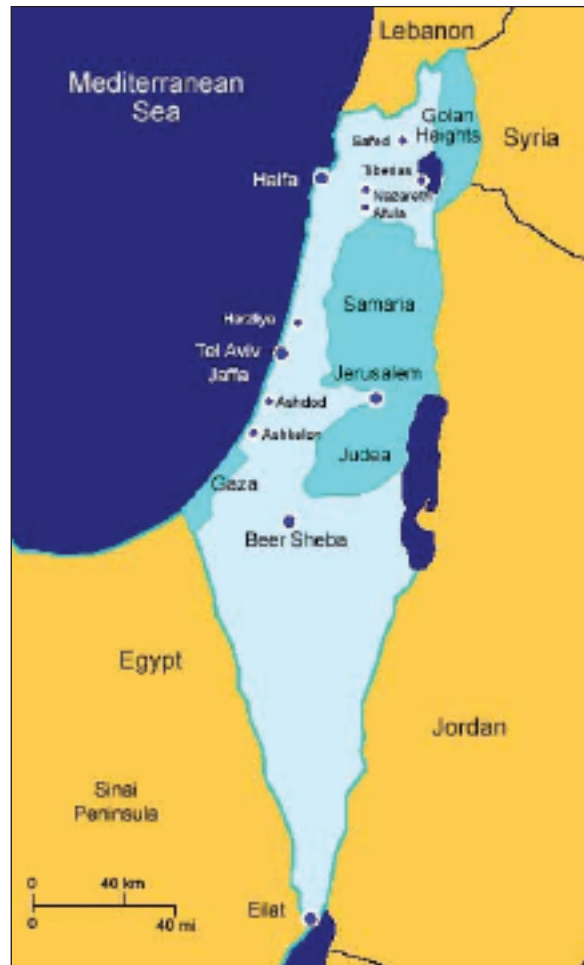 Lebanon
Mediterranean
Sea
Golan
Heights
Syria
Safed
Tiberias
Haifa
Nazareth
Afula
Samaria
Herzliya
Tel Aviv
Jaffa
Jerusalem
Ashdod
Ashkelon
Judea
Gaza
Beer Sheba
Egypt
Jordan
Sinai
Peninsula
0 40 km
0 40 mi
Eilat